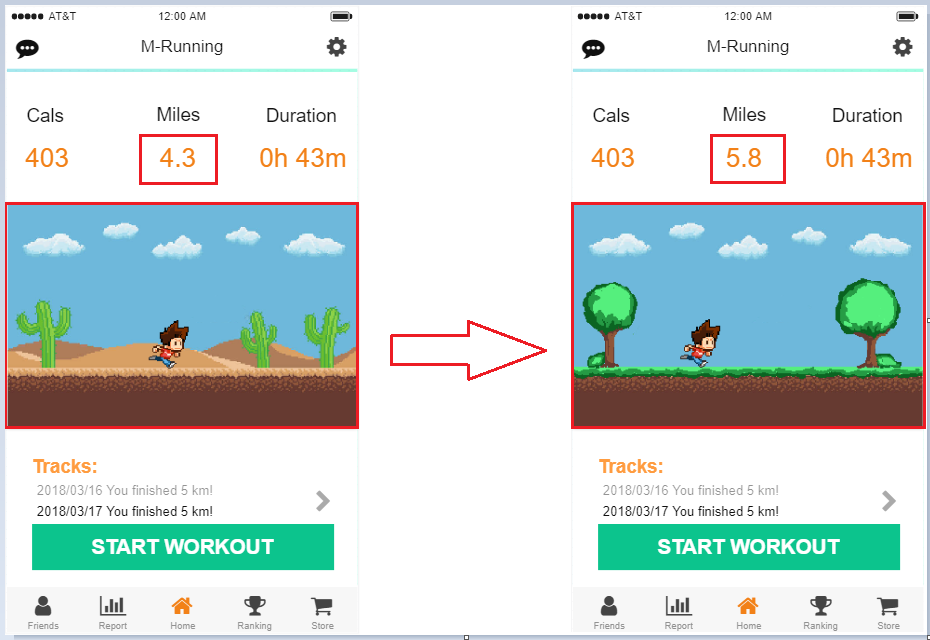 AT&T 12:00 AM
M-Running
Cals Miles Duration
403 4.3 0h 43m
Tracks:
2018/03/16 You finished 5 km!
2018/03/17 You finished 5 km!
START WORKOUT
Friends Report Home Ranking Store
AT&T 12:00 AM
M-Running
Cals Miles Duration
403 5.8 0h 43m
Tracks:
2018/03/16 You finished 5 km!
2018/03/17 You finished 5 km!
START WORKOUT
Friends Report Home Ranking Store